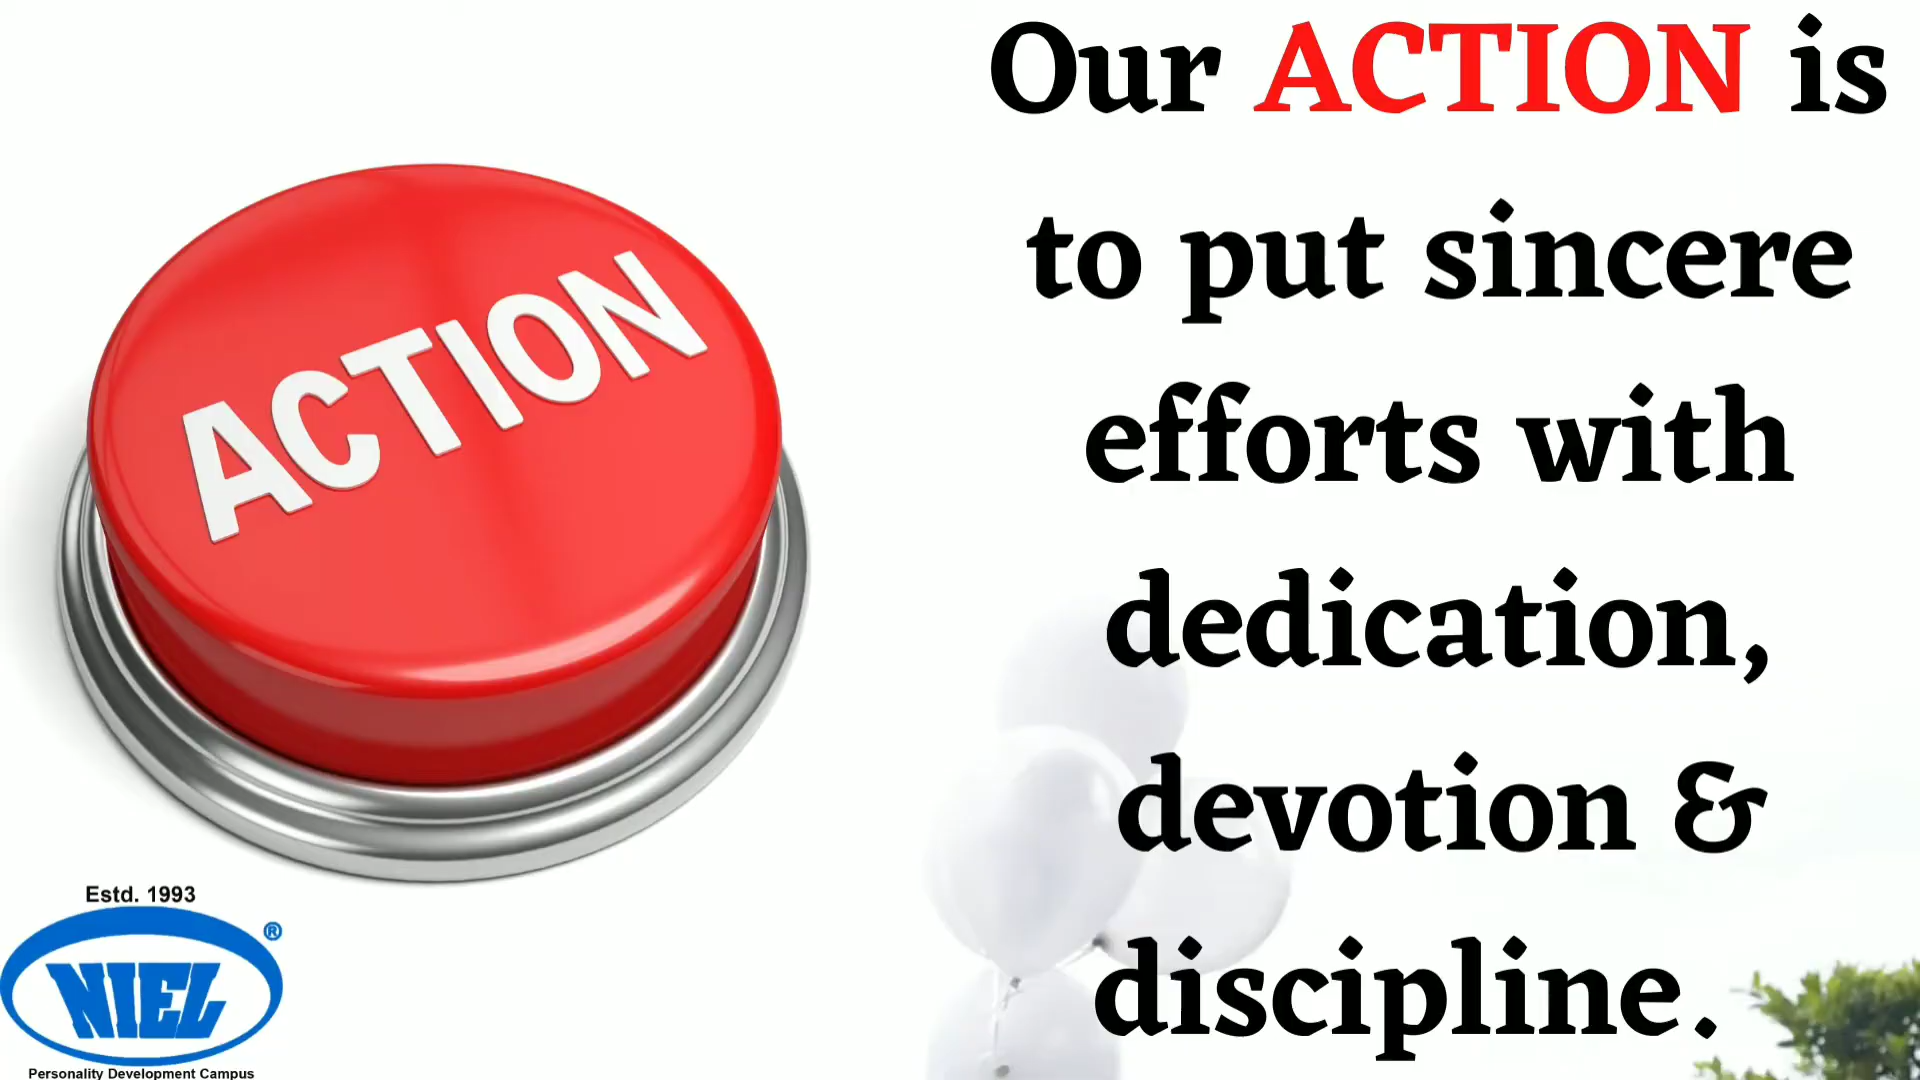 Our ACTION is
to put sincere
efforts with
dedication,
devotion &
discipline.
ACTION
Estd. 1993
NIEL ®
Personality Development Campus